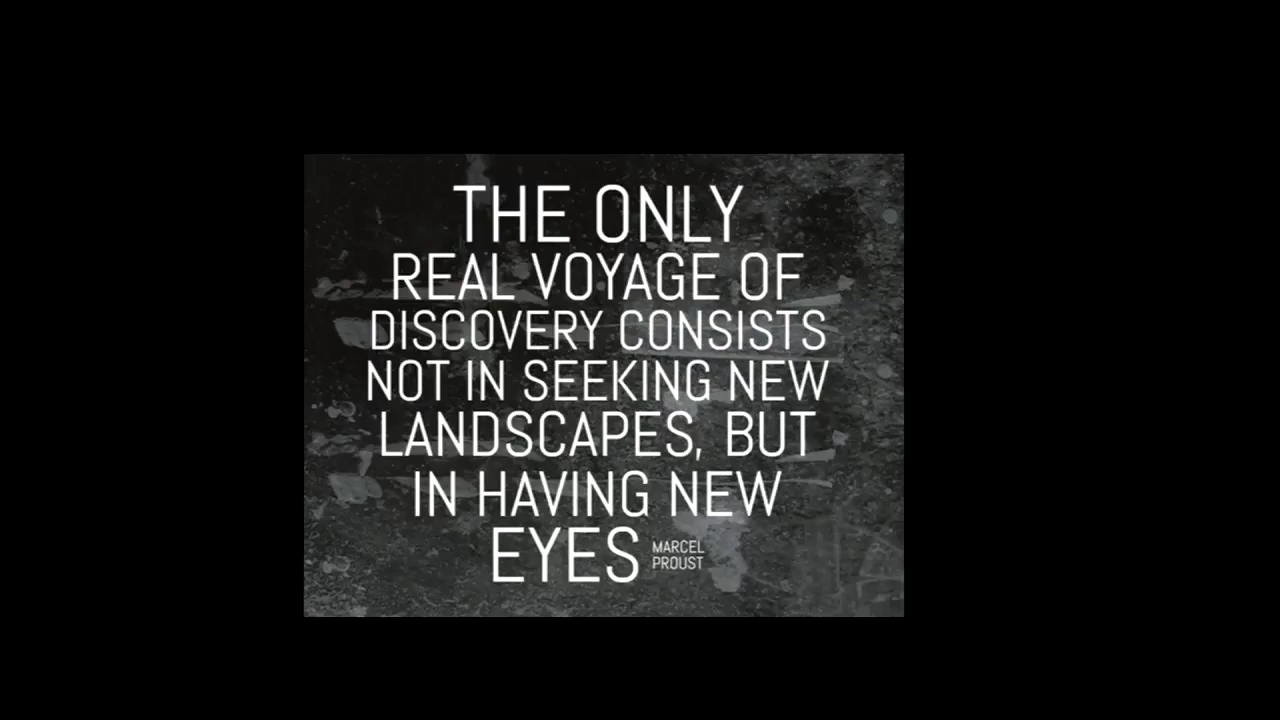 THE ONLY
REAL VOYAGE OF
DISCOVERY CONSISTS
NOT IN SEEKING NEW
LANDSCAPES, BUT
IN HAVING NEW
EYES
MARCEL
PROUST